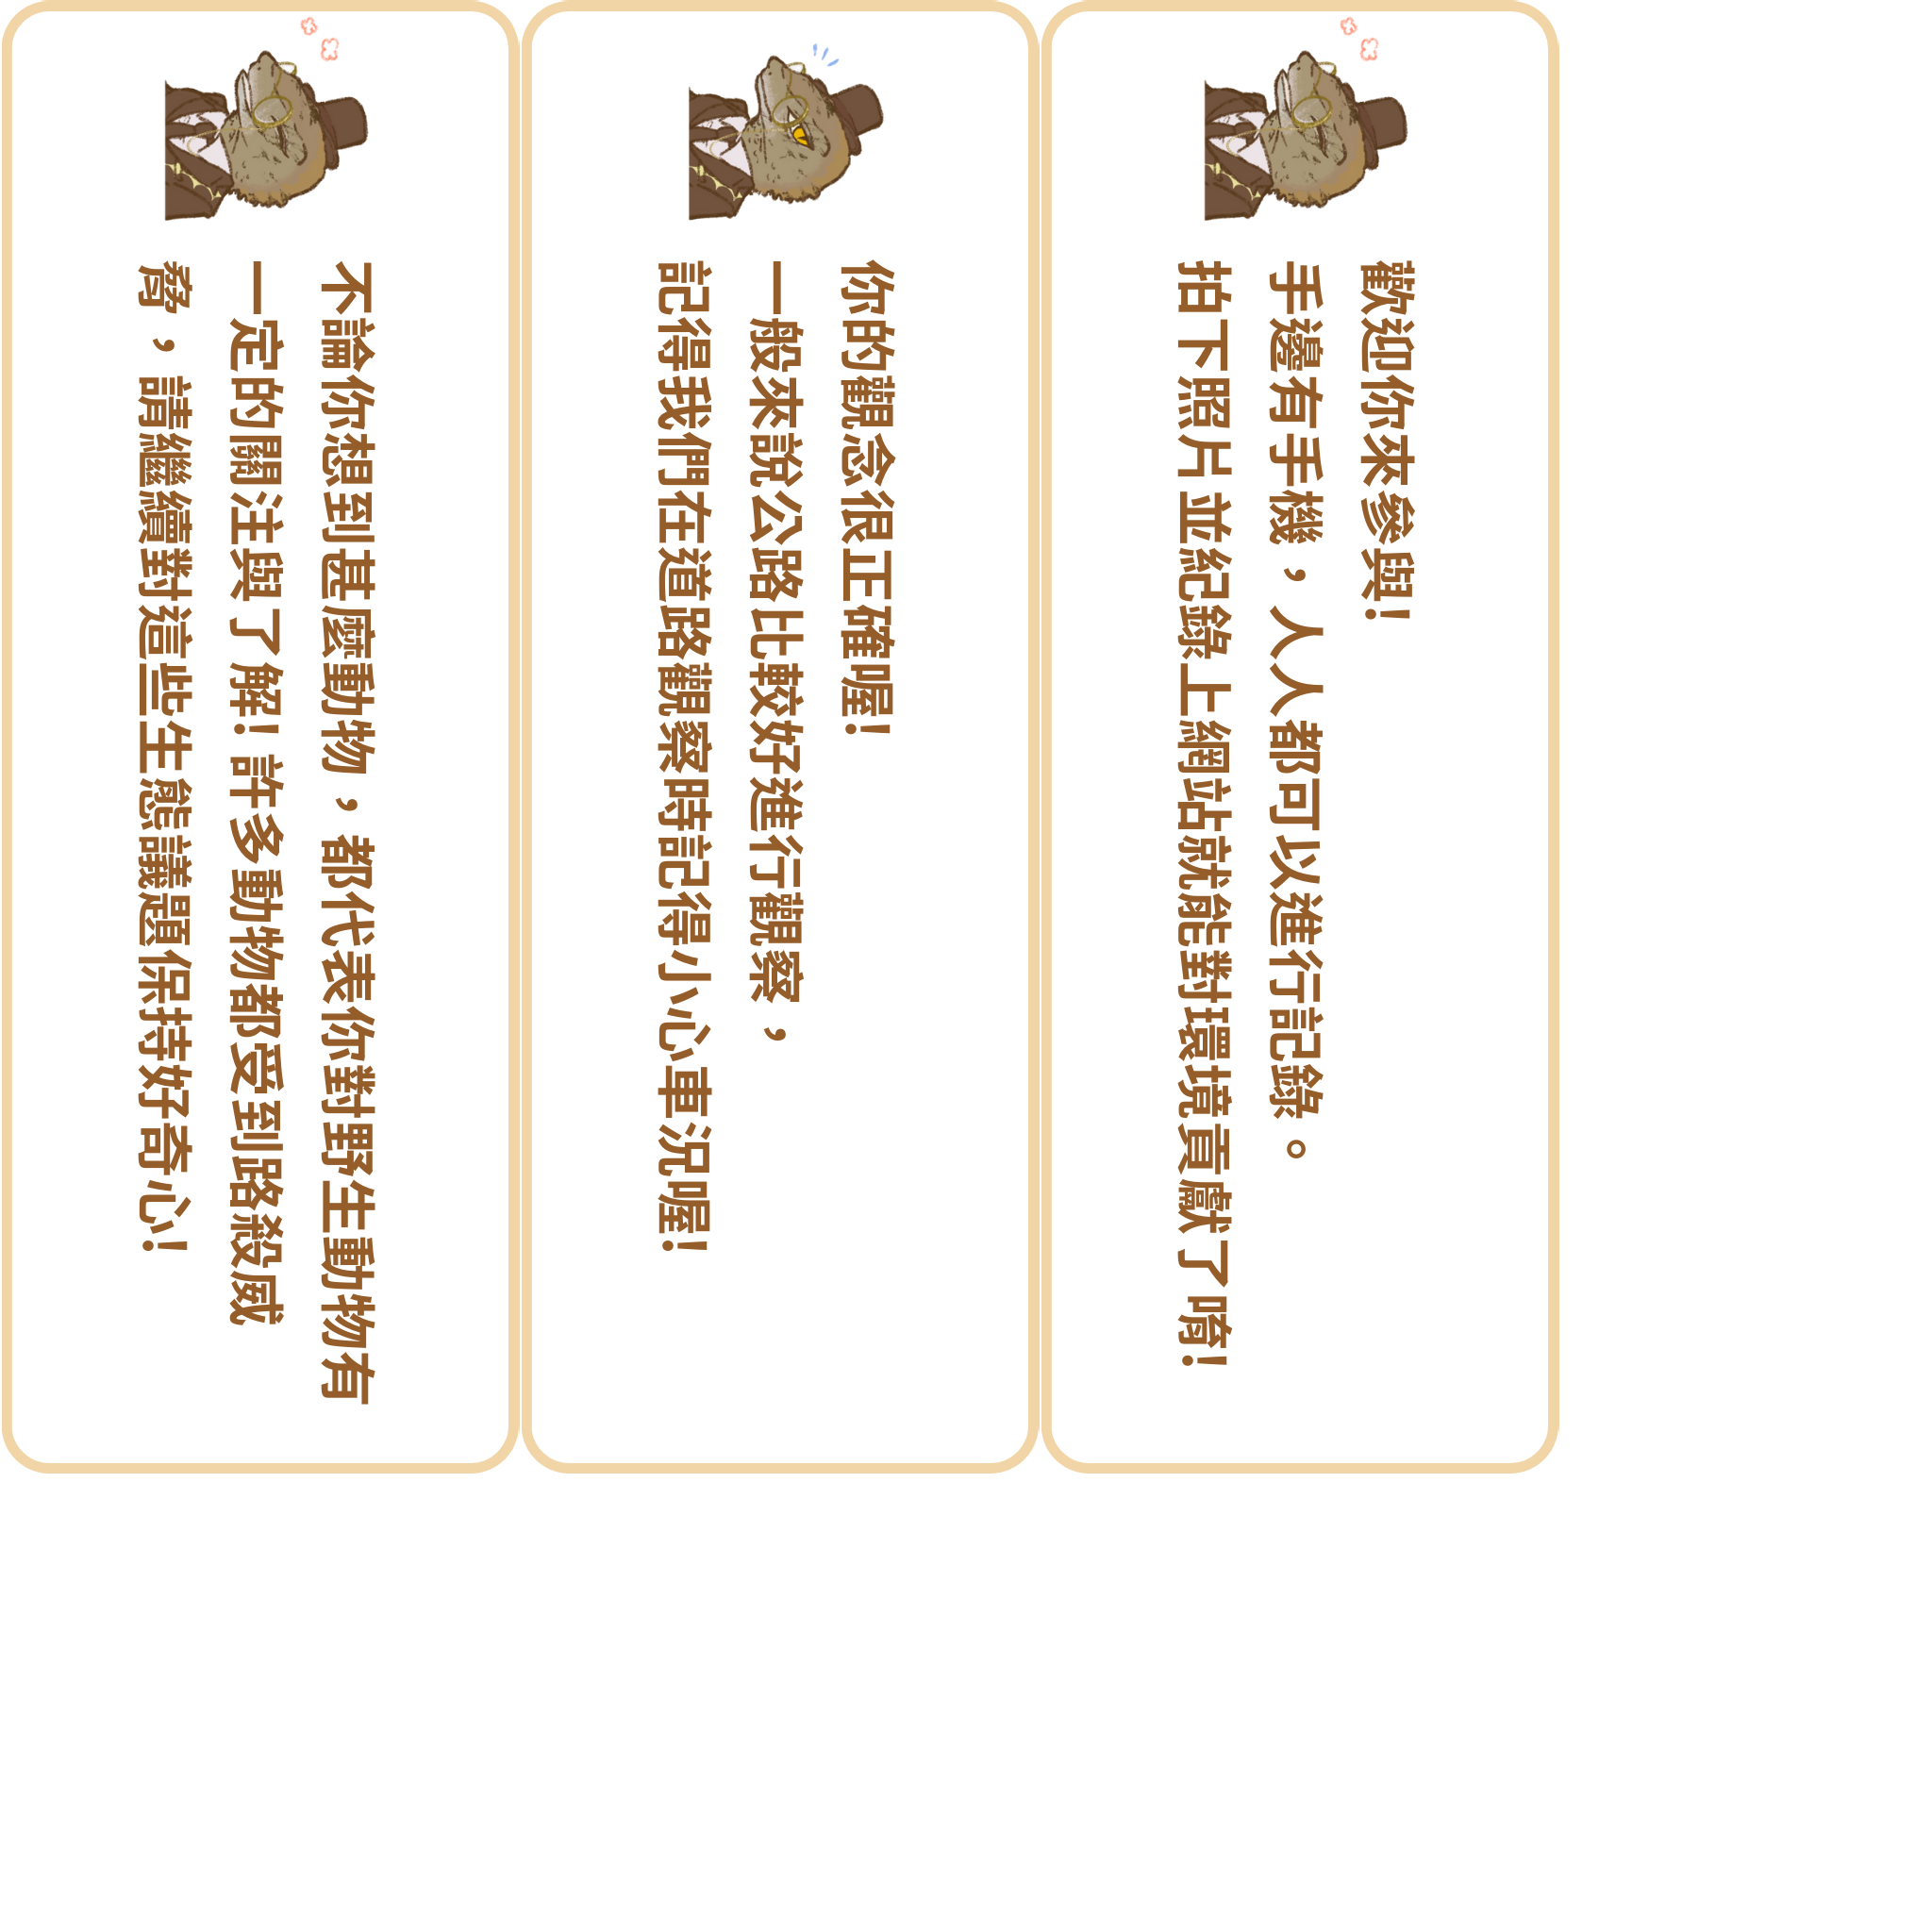 歡迎你來參與!
手邊有手機，人人都可以進行記錄。
拍下照片並紀錄上網站就能對環境貢獻了唷!
你的觀念很正確喔!
一般來說公路比較好進行觀察，
記得我們在道路觀察時記得小心車況喔!
不論你想到甚麼動物，都代表你對野生動物有
一定的關注與了解! 許多動物都受到路殺威
脅，請繼續對這些生態議題保持好奇心!